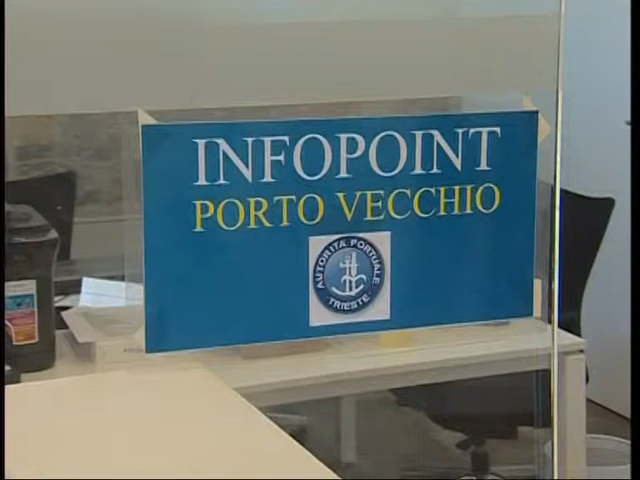 INFOPOINT
PORTO VECCHIO
AUTORITÀ PORTUALE
TRIESTE